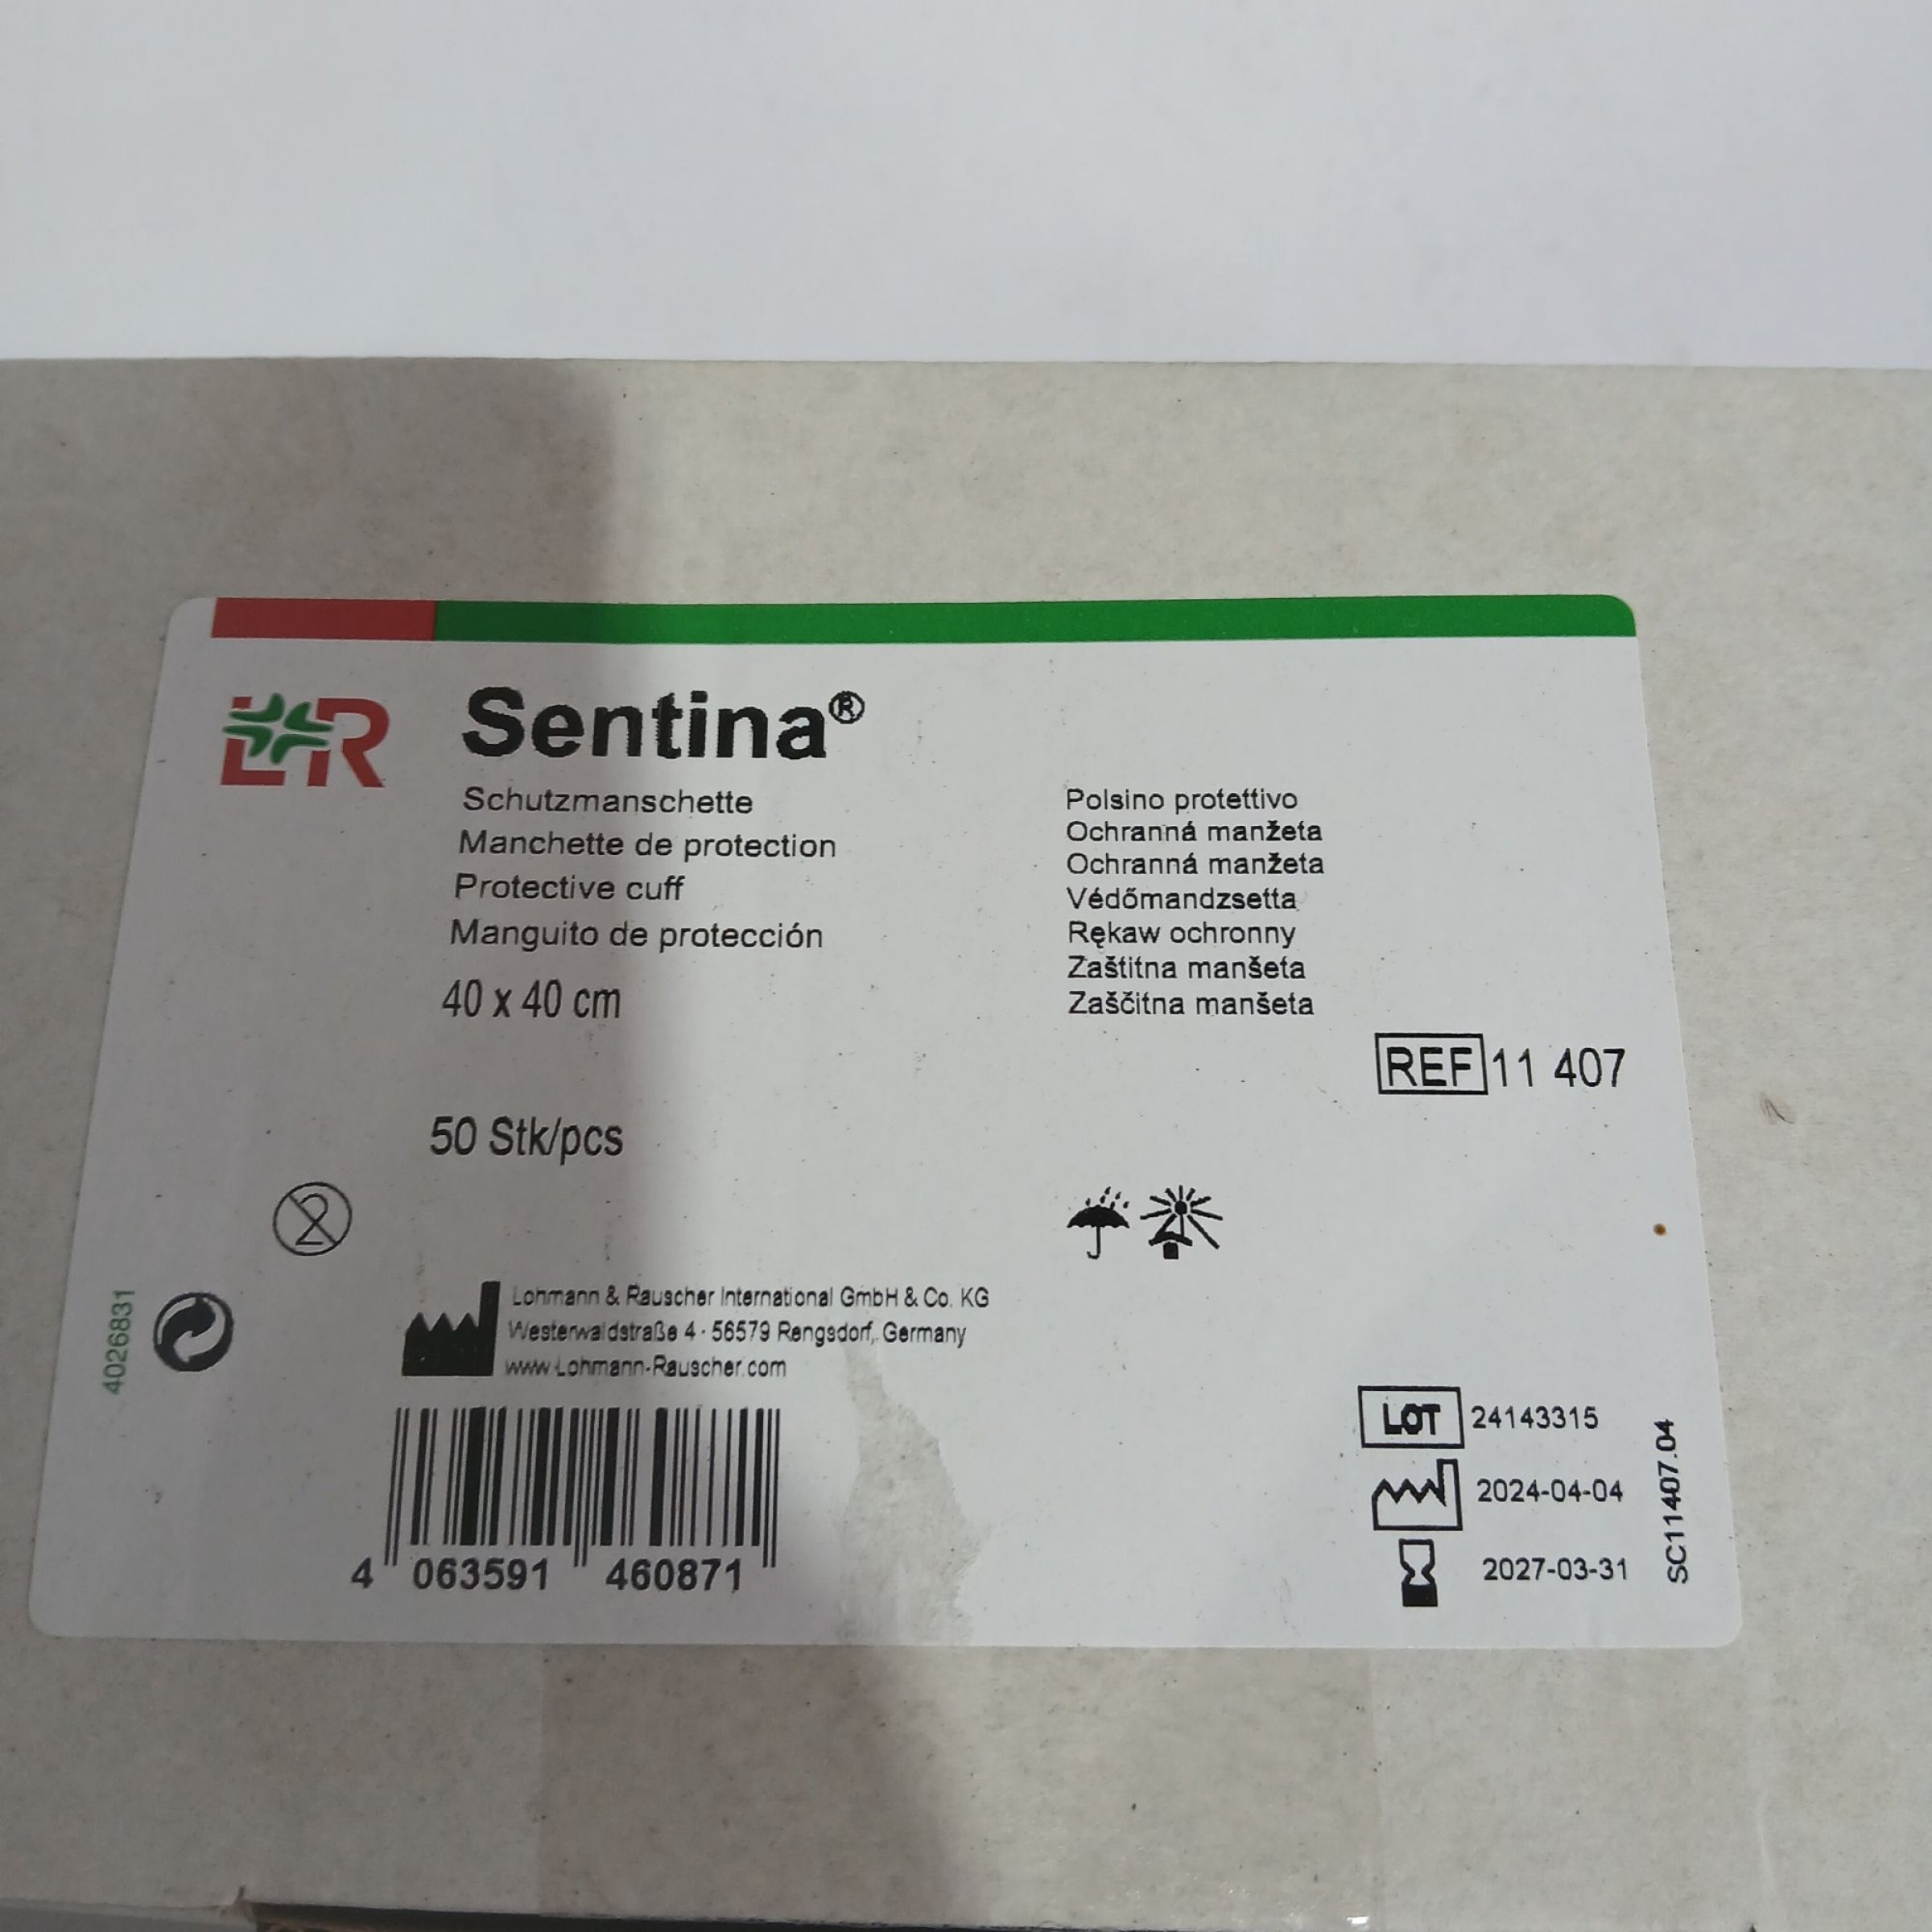 L&R
Sentina®
Schutzmanschette
Manchette de protection
Protective cuff
Manguito de protección
40 x 40 cm
50 Stk/pcs
Polsino protettivo
Ochranná manžeta
Ochranná manžeta
Védőmandzsetta
Rękaw ochronny
Zaštitna manšeta
Zaščitna manšeta
REF 11 407
2
4026831
Lohmann & Rauscher International GmbH & Co. KG
Westerwaldstraße 4 · 56579 Rengsdorf, Germany
www.Lohmann-Rauscher.com
4 063591 460871
LOT 24143315
2024-04-04
2027-03-31
SC11407.04